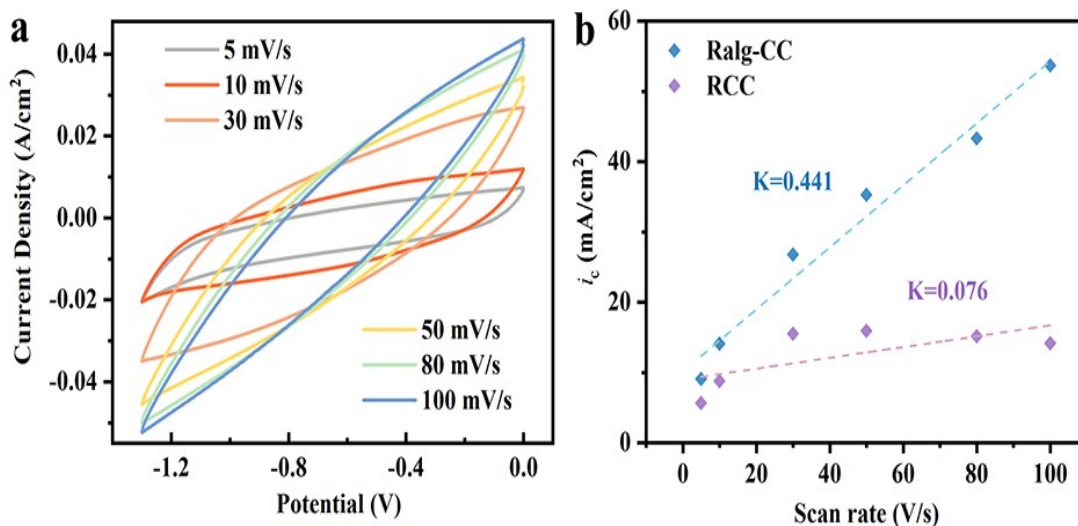 a
0.04
0.02
0.00
-0.02
-0.04
Current Density (A/cm²)
5 mV/s
10 mV/s
30 mV/s
50 mV/s
80 mV/s
100 mV/s
-1.2
-0.8
-0.4
0.0
Potential (V)
b
60
40
20
0
i_c (mA/cm²)
Ralg-CC
RCC
K=0.441
K=0.076
0
20
40
60
80
100
Scan rate (V/s)